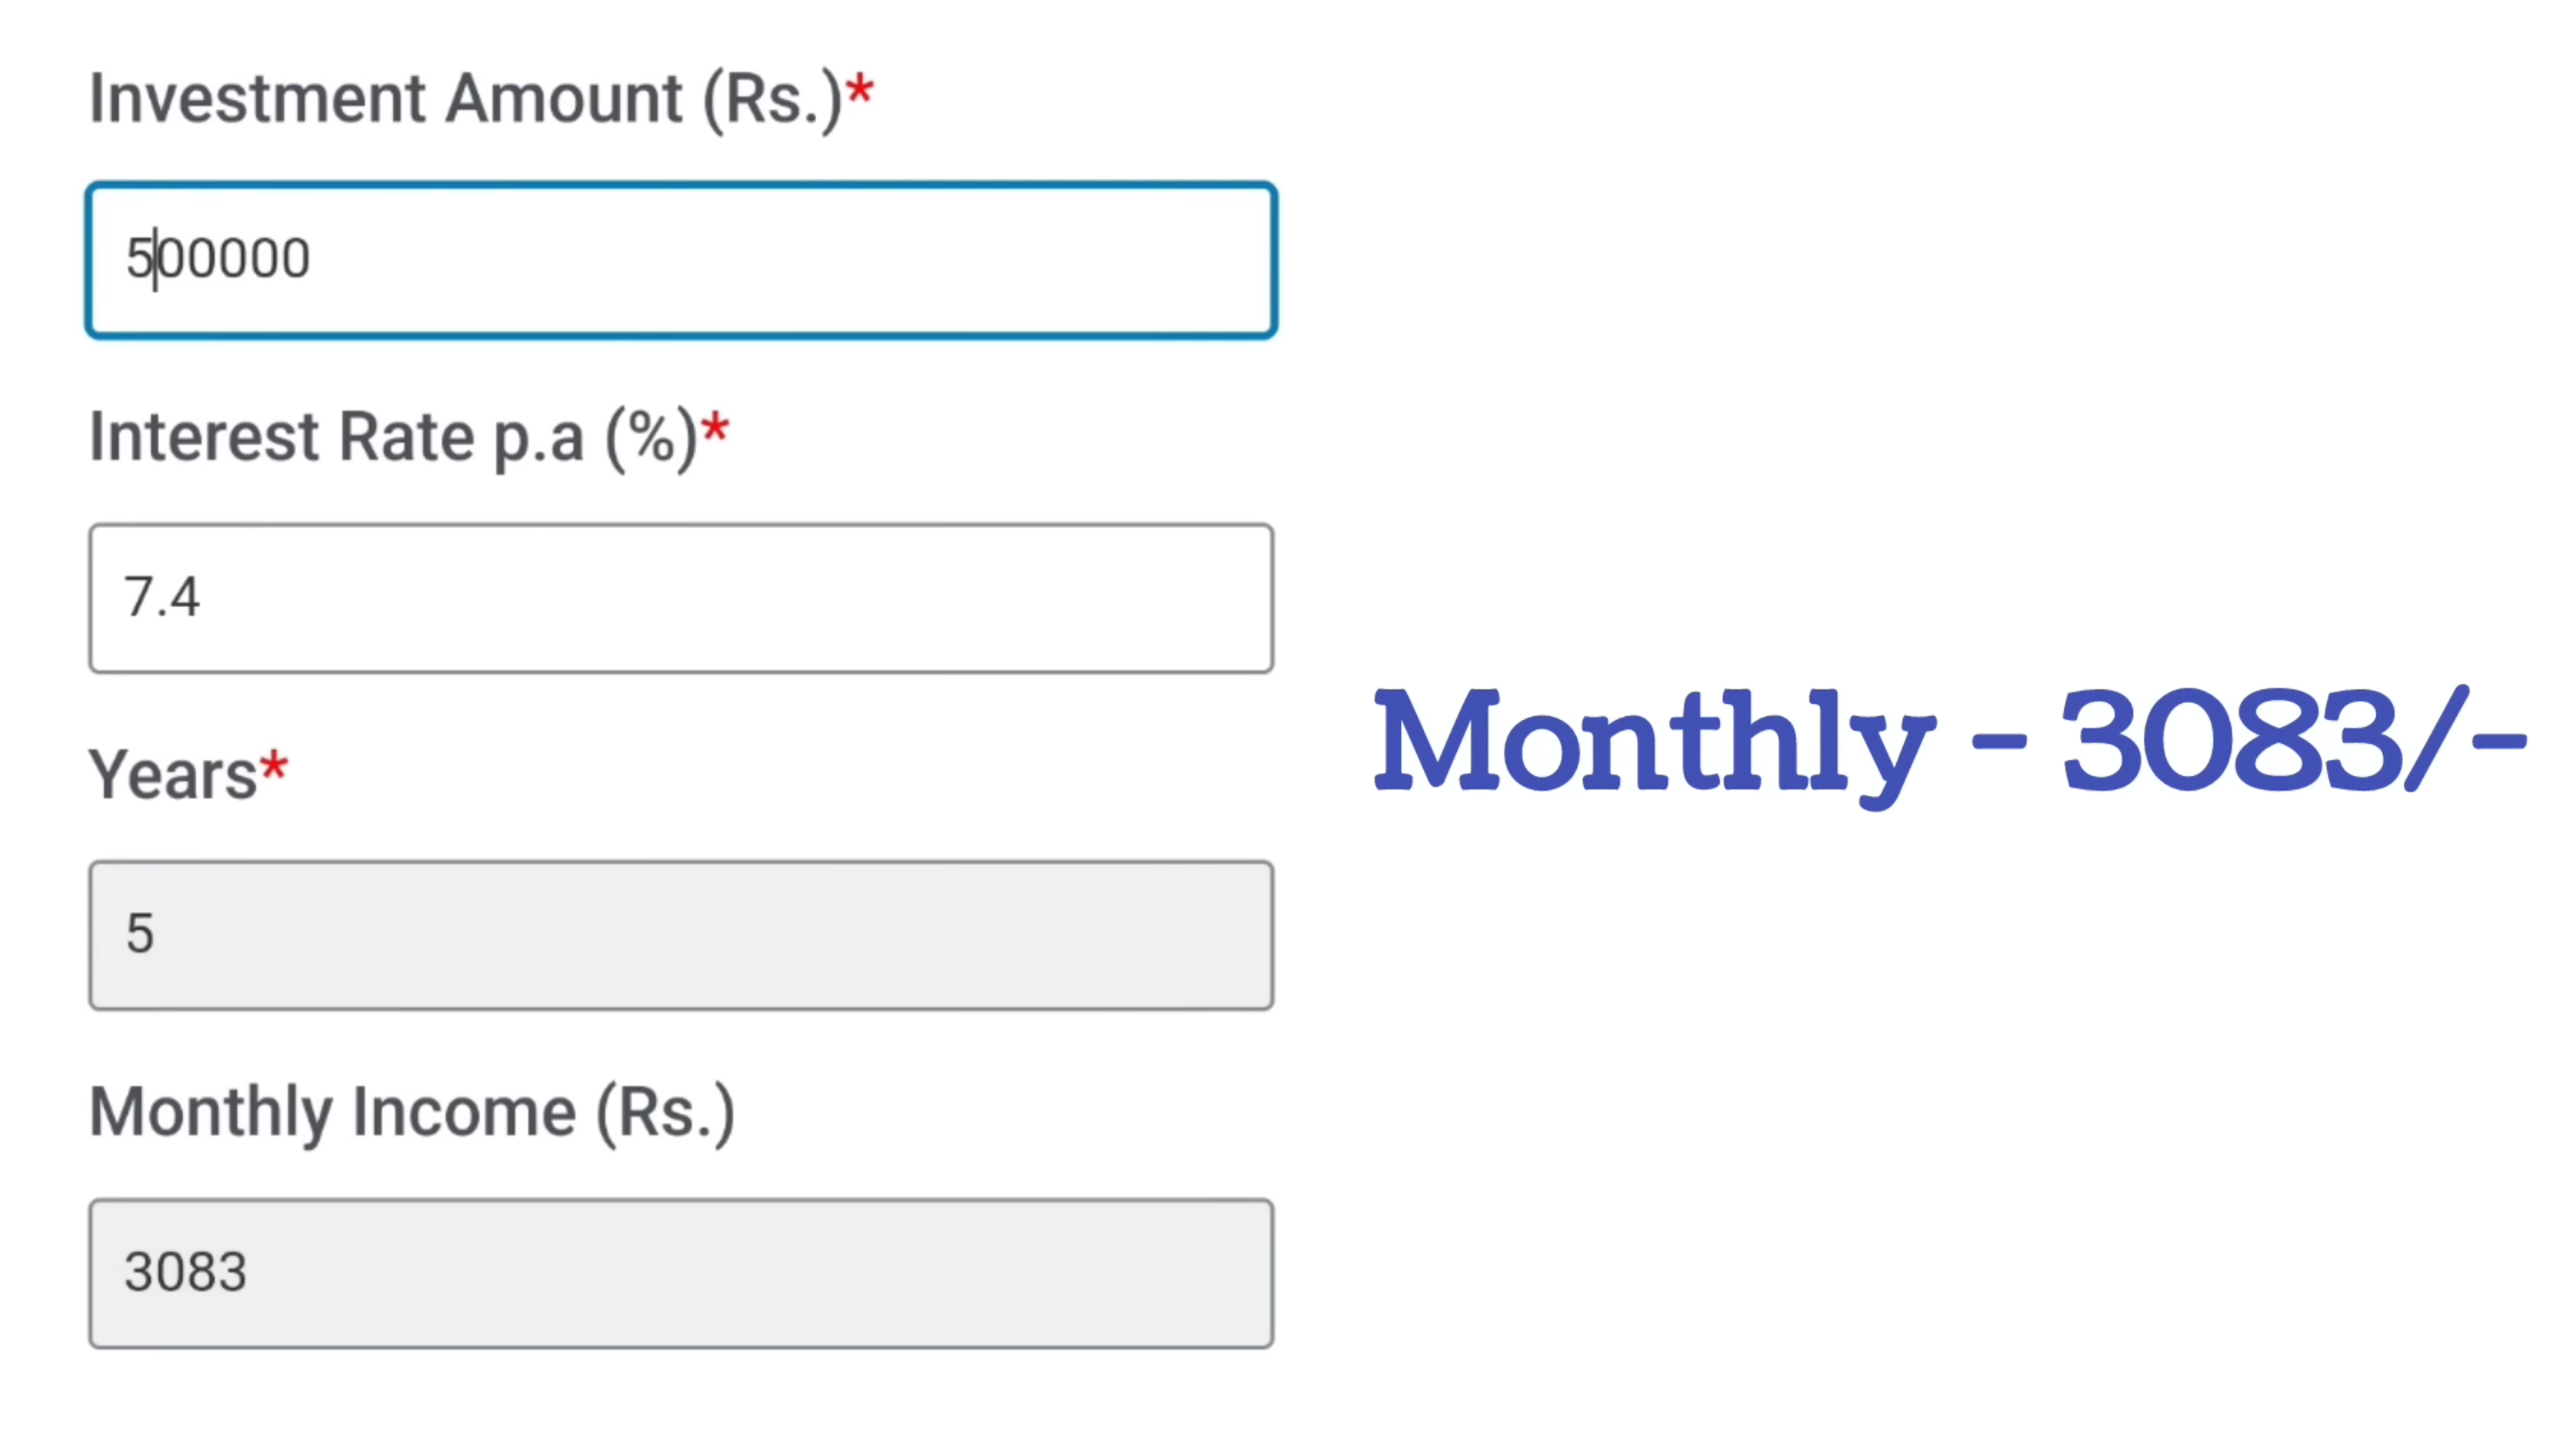 Investment Amount (Rs.)*
500000
Interest Rate p.a (%)*
7.4
Years*
Monthly - 3083/-
5
Monthly Income (Rs.)
3083